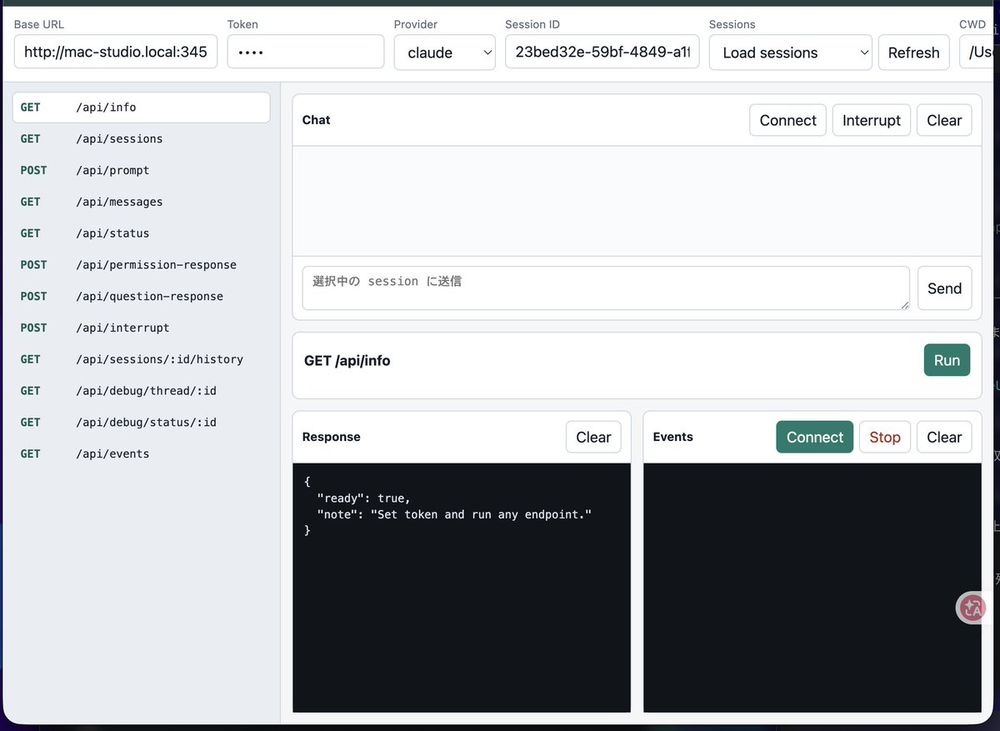 Base URL Token Provider Session ID Sessions CWD
http://mac-studio.local:345 •••• claude 23bed32e-59bf-4849-a1f Load sessions Refresh /Us
GET /api/info
GET /api/sessions
POST /api/prompt
GET /api/messages
GET /api/status
POST /api/permission-response
POST /api/question-response
POST /api/interrupt
GET /api/sessions/:id/history
GET /api/debug/thread/:id
GET /api/debug/status/:id
GET /api/events
Chat Connect Interrupt Clear
選択中の session に送信
Send
GET /api/info Run
Response Clear
{
"ready": true,
"note": "Set token and run any endpoint."
}
Events Connect Stop Clear